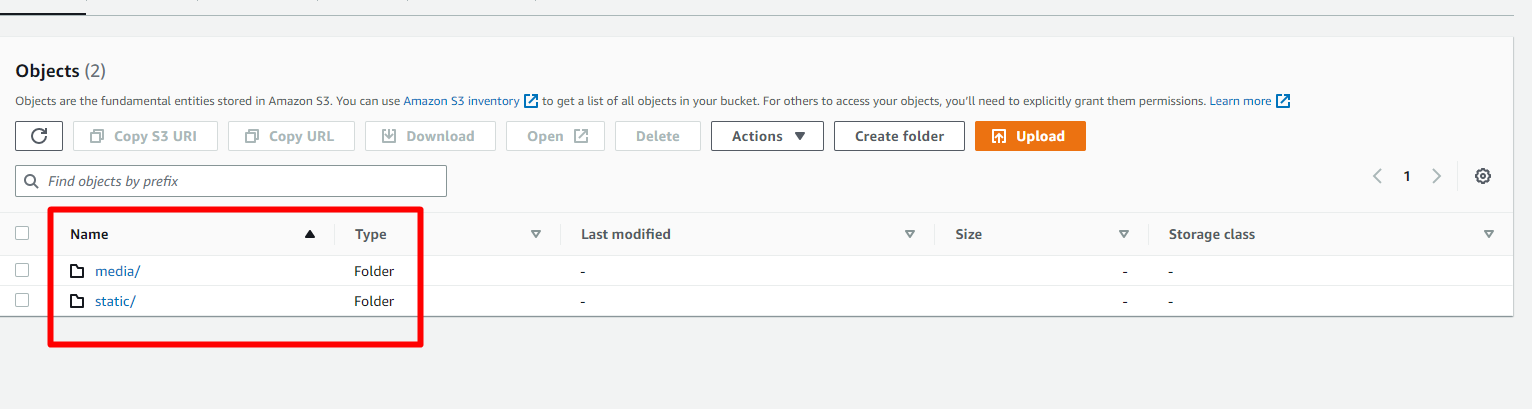 Objects (2)
Objects are the fundamental entities stored in Amazon S3. You can use Amazon S3 inventory to get a list of all objects in your bucket. For others to access your objects, you'll need to explicitly grant them permissions. Learn more
Copy S3 URI Copy URL Download Open Delete Actions Create folder Upload
Find objects by prefix 1
Name Type Last modified Size Storage class
media/ Folder - - -
static/ Folder - - -